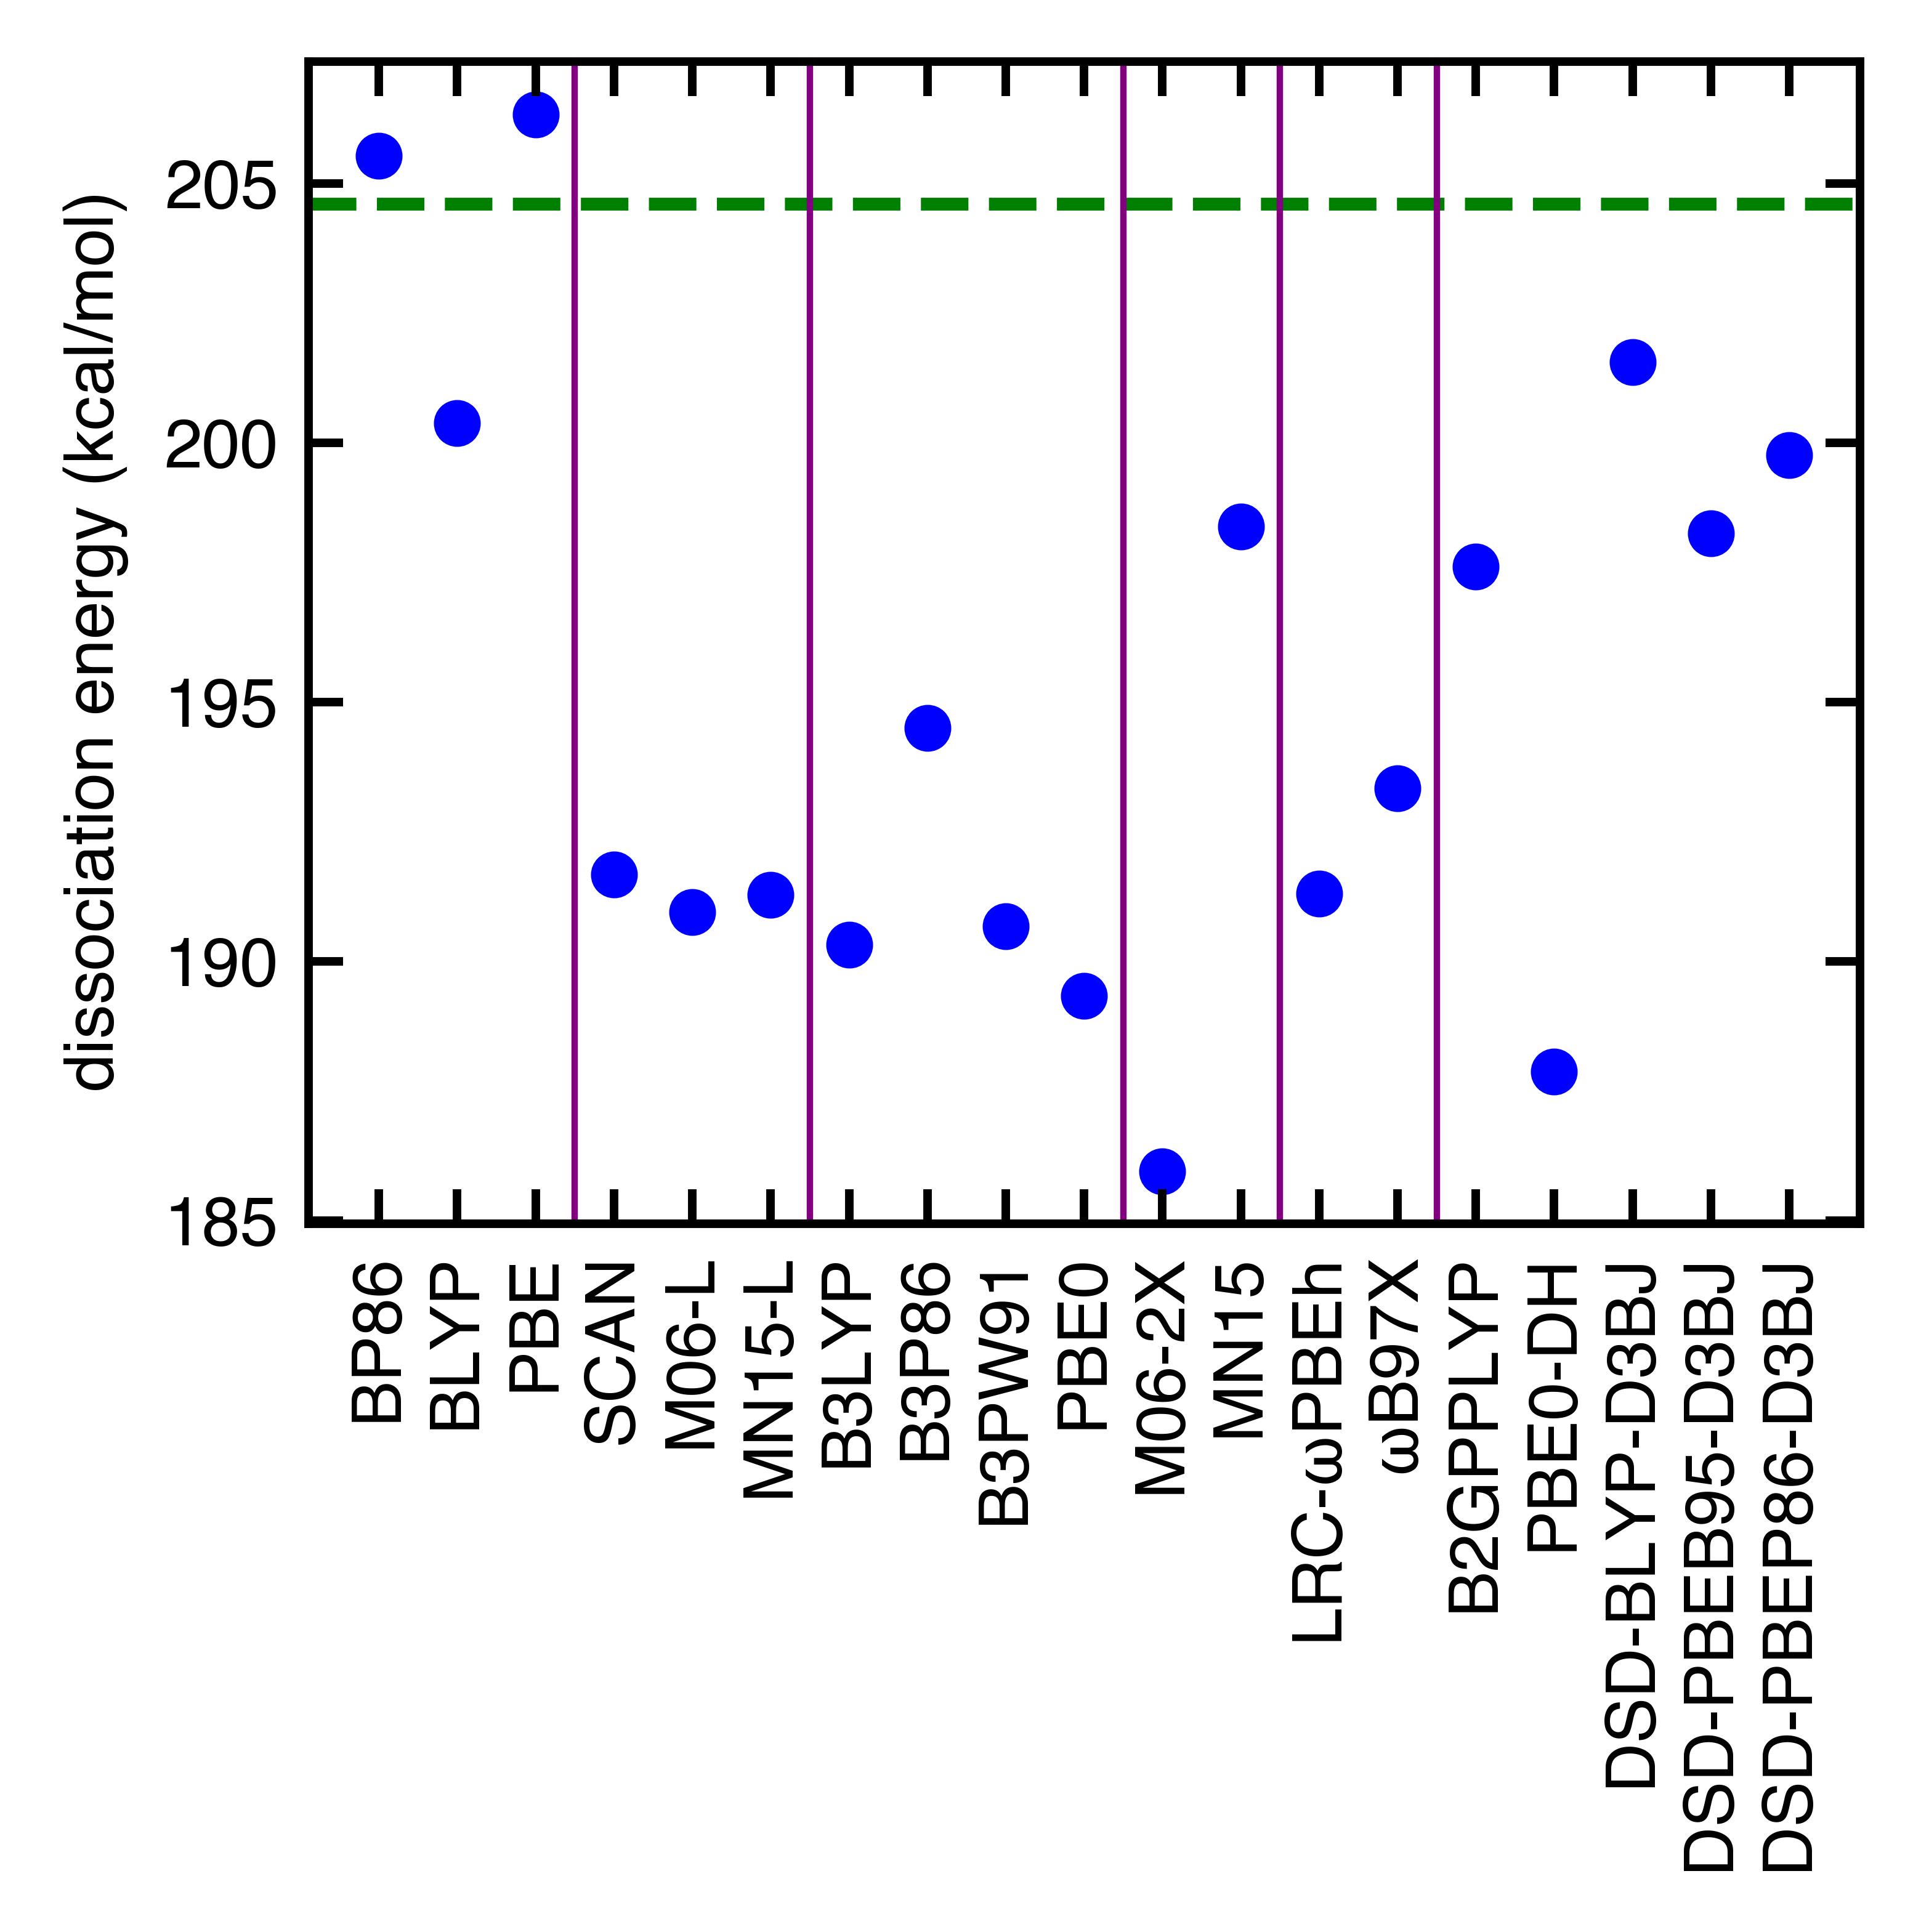 dissociation energy (kcal/mol)
205
200
195
190
185
BP86
BLYP
PBE
SCAN
M06-L
MN15-L
B3LYP
B3P86
B3PW91
PBE0
M06-2X
MN15
LRC-ωPBEh
ωB97X
B2GPPLYP
PBE0-DH
DSD-BLYP-D3BJ
DSD-PBEB95-D3BJ
DSD-PBEP86-D3BJ